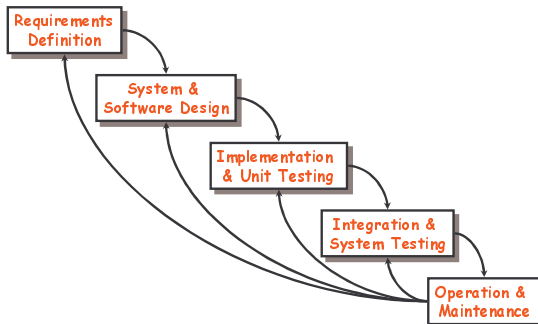 Requirements
Definition
System &
Software Design
Implementation
& Unit Testing
Integration &
System Testing
Operation &
Maintenance